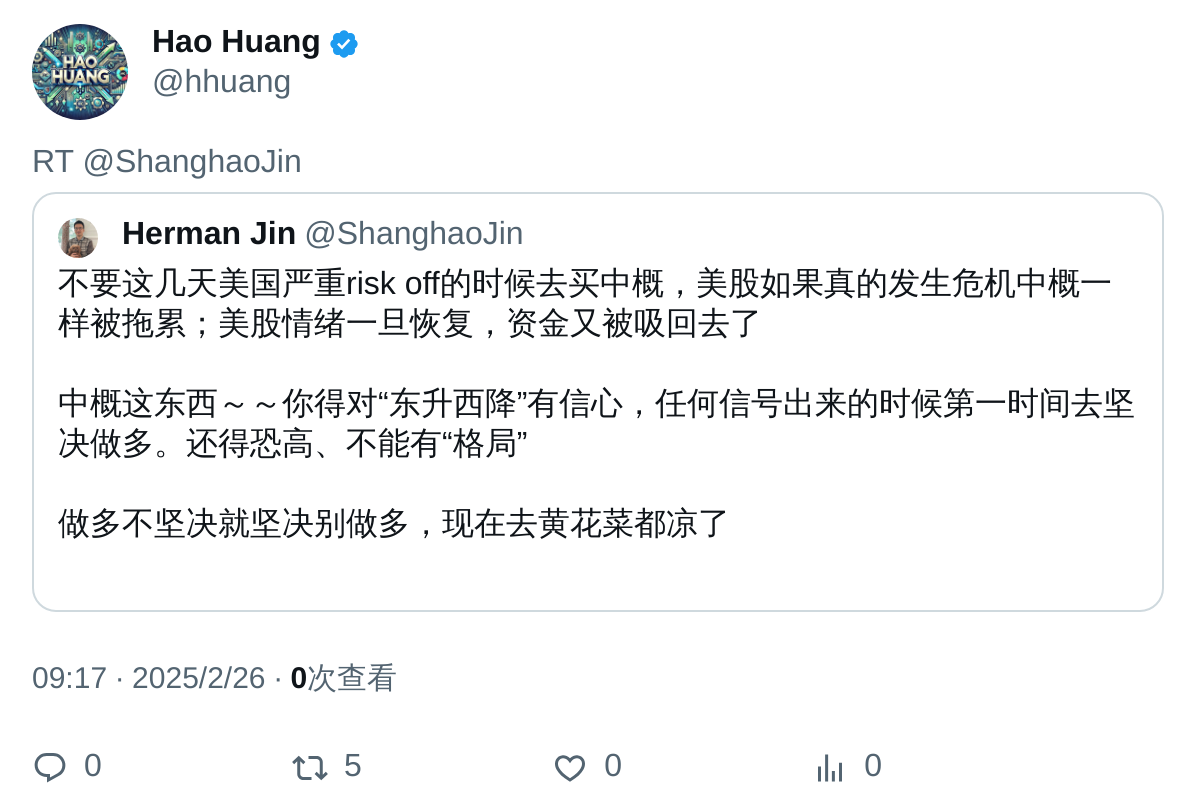 HAO
HUANG
Hao Huang
@hhuang
RT @ShanghaoJin
Herman Jin @ShanghaoJin
不要这几天美国严重risk off的时候去买中概，美股如果真的发生危机中概一
样被拖累；美股情绪一旦恢复，资金又被吸回去了
中概这东西～～你得对“东升西降”有信心，任何信号出来的时候第一时间去坚
决做多。还得恐高、不能有“格局”
做多不坚决就坚决别做多，现在去黄花菜都凉了
09:17 · 2025/2/26 · 0次查看
0 5 0 0